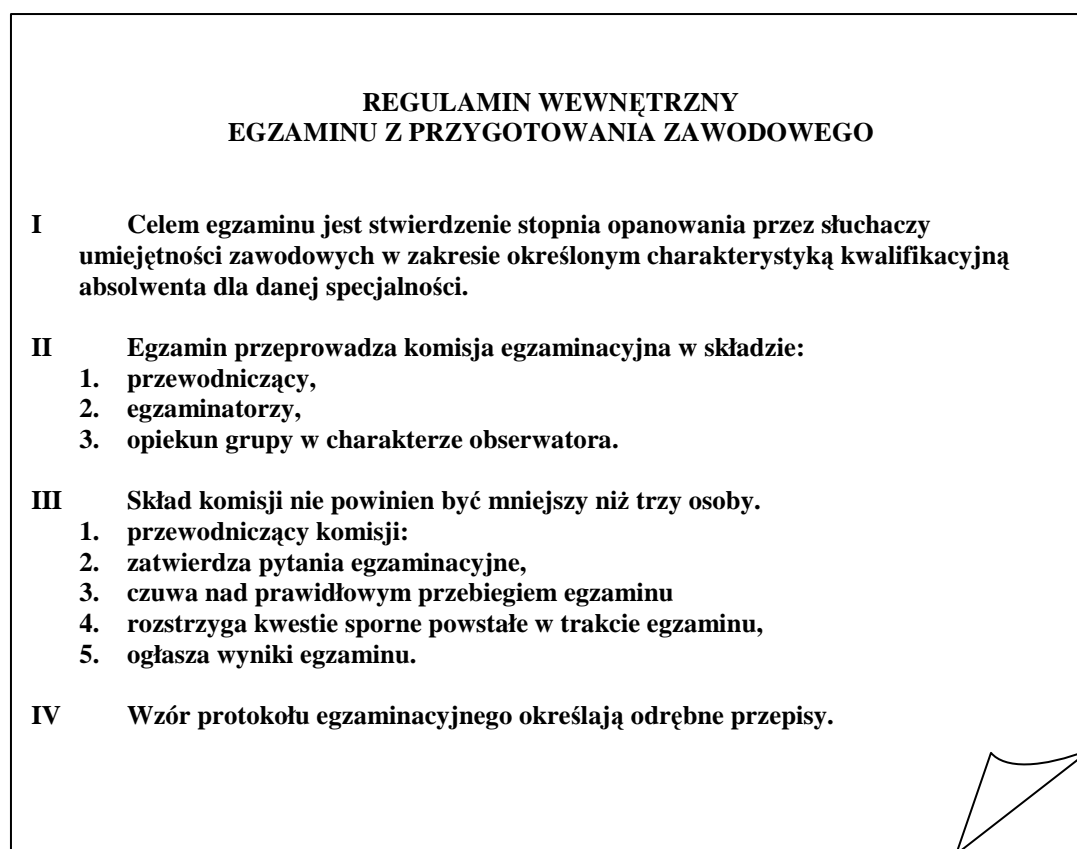 REGULAMIN WEWNĘTRZNY
EGZAMINU Z PRZYGOTOWANIA ZAWODOWEGO
I Celem egzaminu jest stwierdzenie stopnia opanowania przez słuchaczy
umiejętności zawodowych w zakresie określonym charakterystyką kwalifikacyjną
absolwenta dla danej specjalności.
II Egzamin przeprowadza komisja egzaminacyjna w składzie:
1. przewodniczący,
2. egzaminatorzy,
3. opiekun grupy w charakterze obserwatora.
III Skład komisji nie powinien być mniejszy niż trzy osoby.
1. przewodniczący komisji:
2. zatwierdza pytania egzaminacyjne,
3. czuwa nad prawidłowym przebiegiem egzaminu
4. rozstrzyga kwestie sporne powstałe w trakcie egzaminu,
5. ogłasza wyniki egzaminu.
IV Wzór protokołu egzaminacyjnego określają odrębne przepisy.